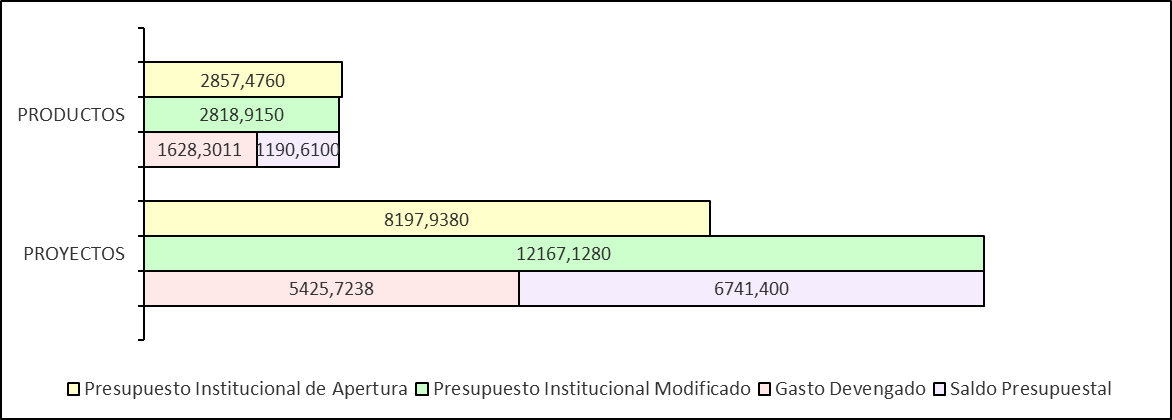 2857,4760
PRODUCTOS
2818,9150
1628,3011 1190,6100
8197,9380
PROYECTOS
12167,1280
5425,7238 6741,400
Presupuesto Institucional de Apertura Presupuesto Institucional Modificado Gasto Devengado Saldo Presupuestal